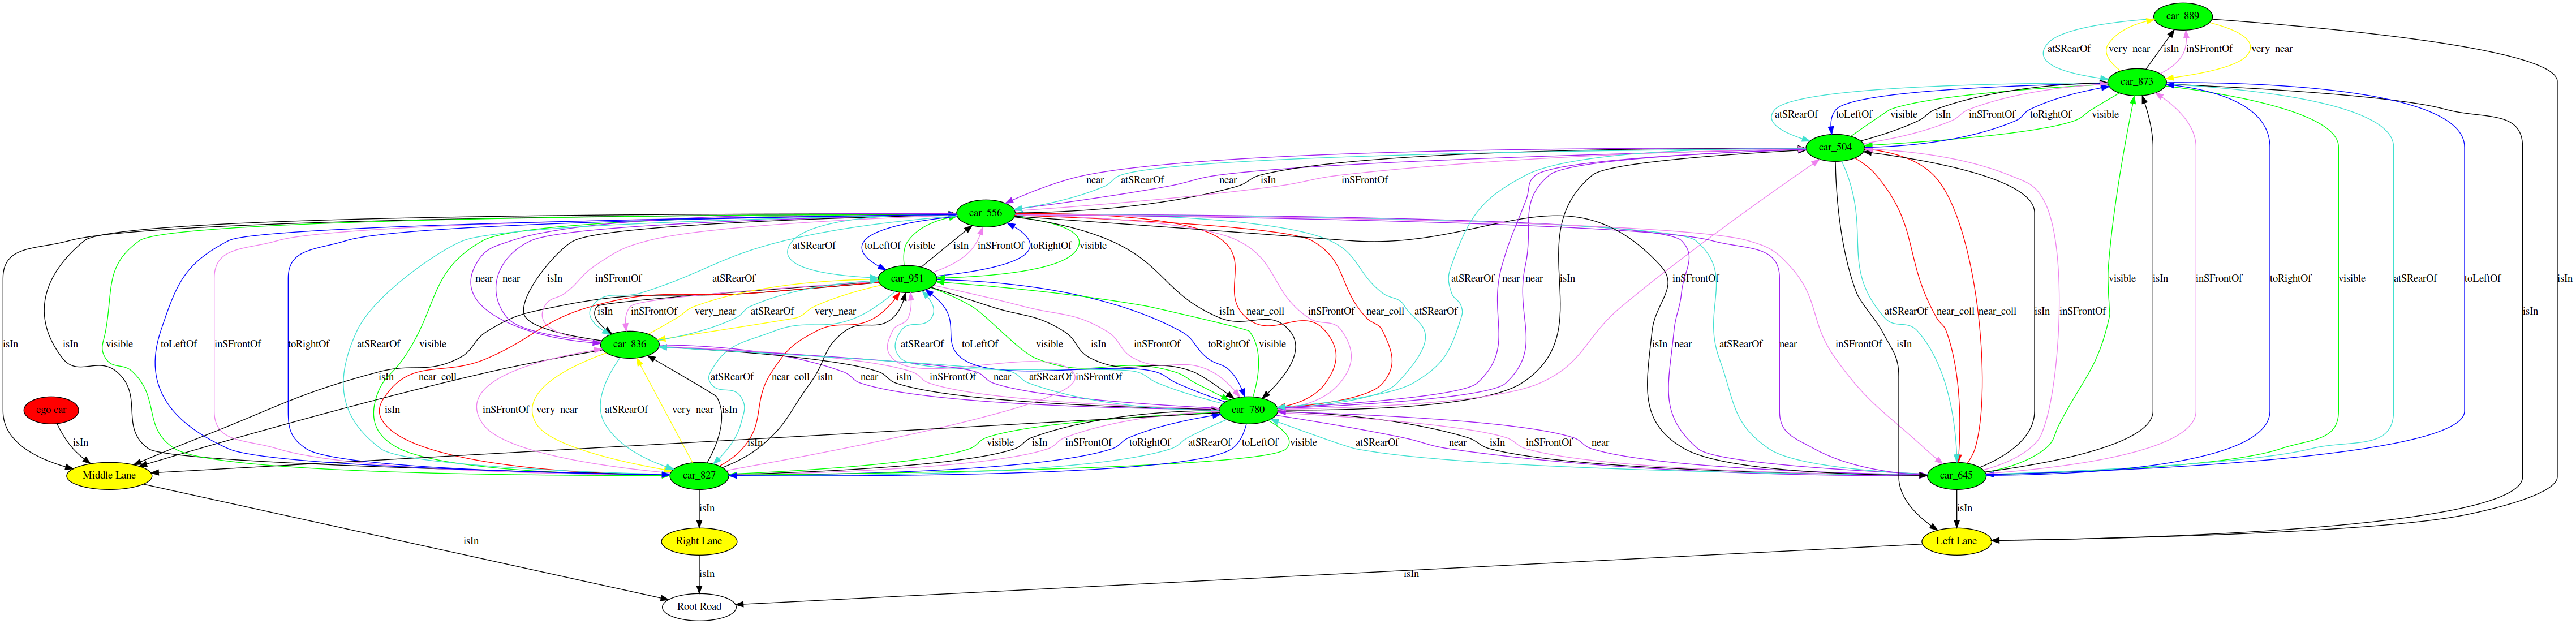 car_889
atSRearOf very_near isIn inSFrontOf very_near
car_873
atSRearOf toLeftOf visible isIn inSFrontOf toRightOf visible
car_504
near atSRearOf near isIn inSFrontOf
car_556
atSRearOf toLeftOf visible isIn inSFrontOf toRightOf visible
near near isIn inSFrontOf atSRearOf car_951 atSRearOf near near isIn inSFrontOf visible isIn inSFrontOf toRightOf visible atSRearOf toLeftOf isIn
isIn inSFrontOf very_near atSRearOf very_near isIn near_coll inSFrontOf near_coll atSRearOf atSRearOf near_coll near_coll isIn inSFrontOf isIn
isIn isIn visible toLeftOf inSFrontOf toRightOf atSRearOf visible car_836 atSRearOf toLeftOf visible isIn inSFrontOf toRightOf visible isIn near atSRearOf near inSFrontOf isIn
isIn near_coll atSRearOf near_coll isIn near isIn inSFrontOf near atSRearOf inSFrontOf
ego car isIn inSFrontOf very_near atSRearOf very_near isIn car_780
isIn isIn visible isIn inSFrontOf toRightOf atSRearOf toLeftOf visible atSRearOf near isIn inSFrontOf near
Middle Lane car_827 car_645
isIn isIn
isIn Right Lane Left Lane
isIn isIn
Root Road